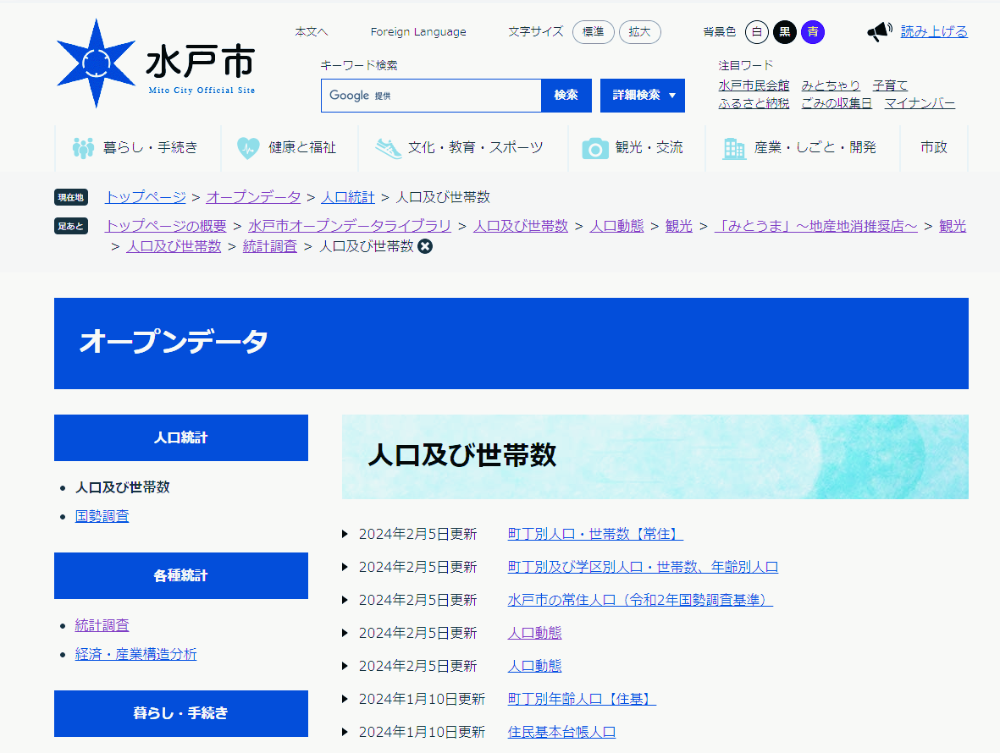 水戸市
Mito City Official Site
本文へ Foreign Language 文字サイズ 標準 拡大 背景色 白 黒 青 読み上げる
キーワード検索
Google 提供 検索 詳細検索 ▼
注目ワード
水戸市民会館 みとちゃり 子育て
ふるさと納税 ごみの収集日 マイナンバー
暮らし・手続き 健康と福祉 文化・教育・スポーツ 観光・交流 産業・しごと・開発 市政
現在地 トップページ > オープンデータ > 人口統計 > 人口及び世帯数
足あと トップページの概要 > 水戸市オープンデータライブラリ > 人口及び世帯数 > 人口動態 > 観光 > 「みとうま」～地産地消推奨店～ > 観光
> 人口及び世帯数 > 統計調査 > 人口及び世帯数
オープンデータ
人口統計
人口及び世帯数
国勢調査
各種統計
統計調査
経済・産業構造分析
暮らし・手続き
人口及び世帯数
2024年2月5日更新 町丁別人口・世帯数【常住】
2024年2月5日更新 町丁別及び学区別人口・世帯数、年齢別人口
2024年2月5日更新 水戸市の常住人口（令和2年国勢調査基準）
2024年2月5日更新 人口動態
2024年2月5日更新 人口動態
2024年1月10日更新 町丁別年齢人口【住基】
2024年1月10日更新 住民基本台帳人口